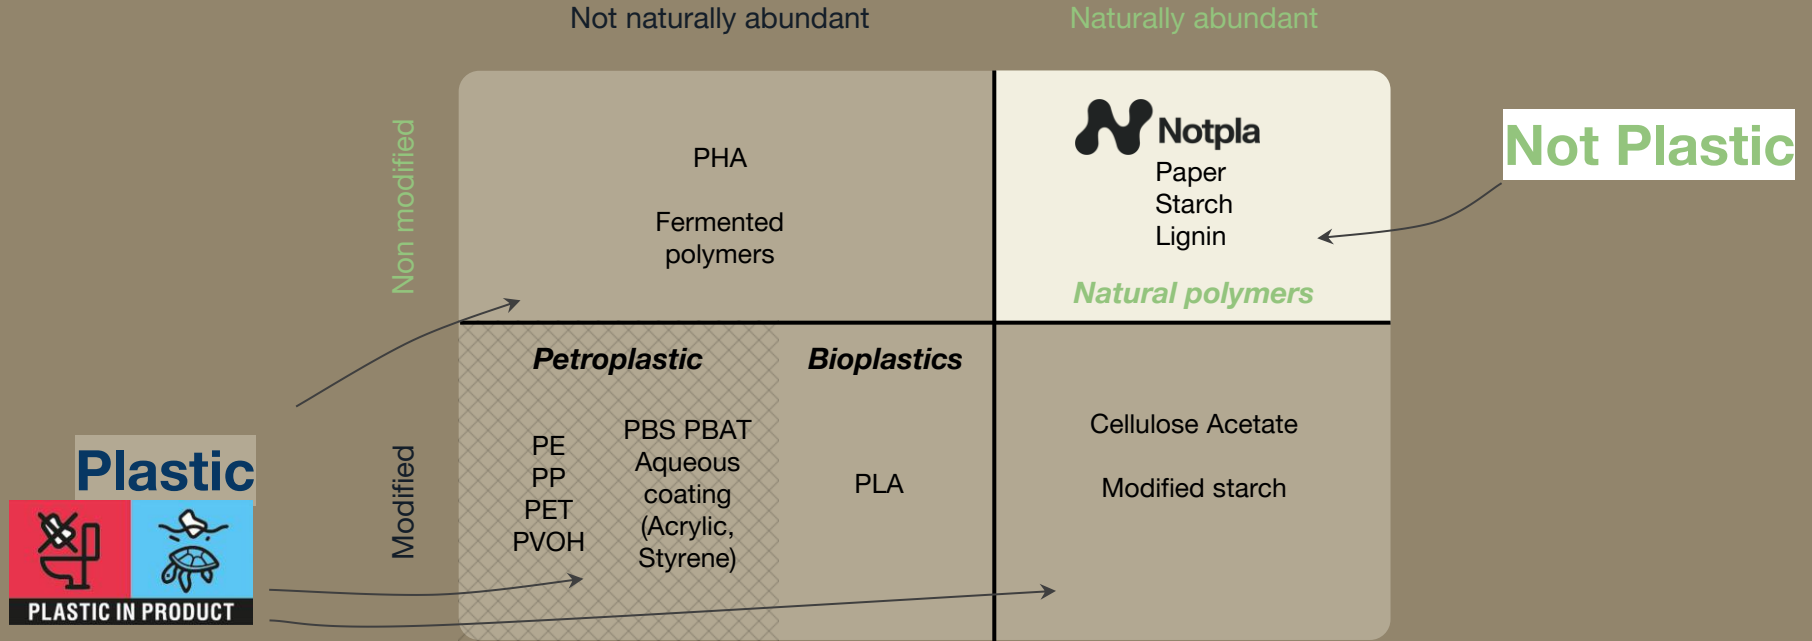 Not naturally abundant
Naturally abundant
Non modified
PHA
Fermented
polymers
Notpla
Paper
Starch
Lignin
Natural polymers
Not Plastic
Modified
Petroplastic
PE
PP
PET
PVOH
PBS PBAT
Aqueous
coating
(Acrylic,
Styrene)
Bioplastics
PLA
Cellulose Acetate
Modified starch
Plastic
PLASTIC IN PRODUCT